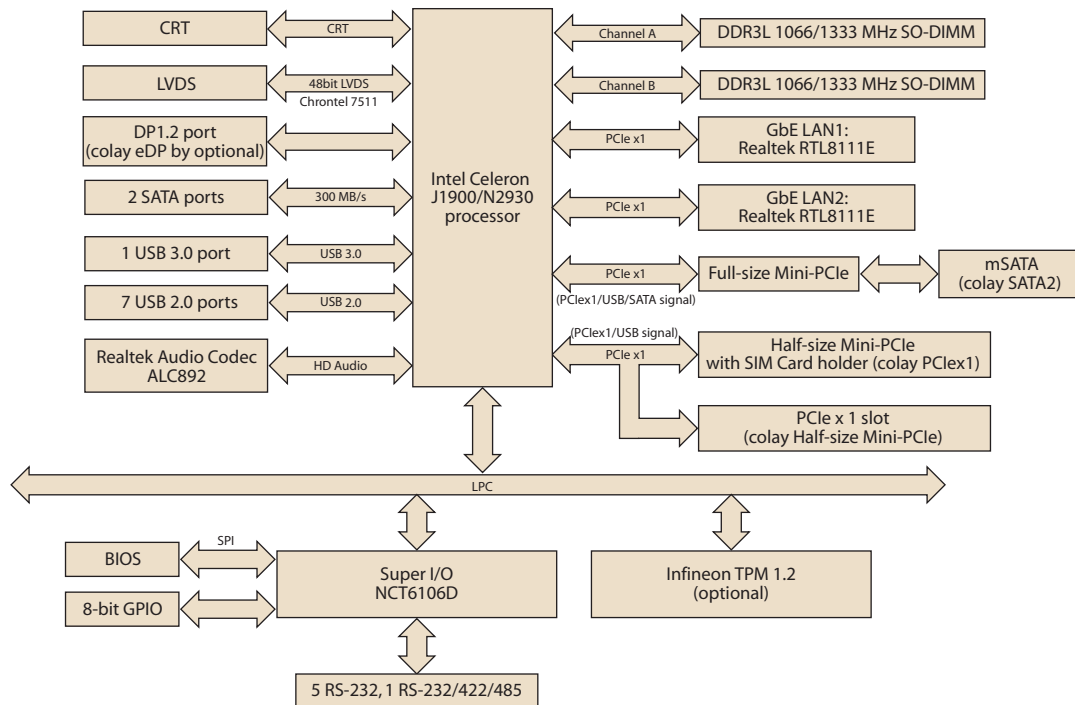 CRT
CRT
LVDS
48bit LVDS
Chrontel 7511
DP1.2 port
(colay eDP by optional)
2 SATA ports
300 MB/s
1 USB 3.0 port
USB 3.0
7 USB 2.0 ports
USB 2.0
Realtek Audio Codec
ALC892
HD Audio
Intel Celeron
J1900/N2930
processor
Channel A
DDR3L 1066/1333 MHz SO-DIMM
Channel B
DDR3L 1066/1333 MHz SO-DIMM
PCIe x1
GbE LAN1:
Realtek RTL8111E
PCIe x1
GbE LAN2:
Realtek RTL8111E
PCIe x1
(PCIex1/USB/SATA signal)
Full-size Mini-PCIe
mSATA
(colay SATA2)
(PCIex1/USB signal)
PCIe x1
Half-size Mini-PCIe
with SIM Card holder (colay PCIex1)
PCIe x 1 slot
(colay Half-size Mini-PCIe)
LPC
BIOS
SPI
8-bit GPIO
Super I/O
NCT6106D
Infineon TPM 1.2
(optional)
5 RS-232, 1 RS-232/422/485